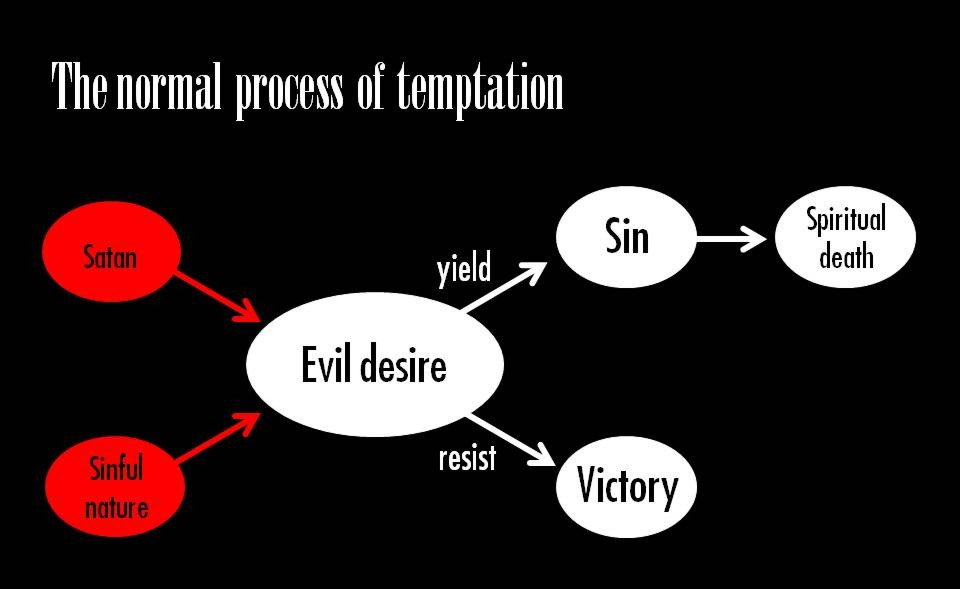 The normal process of temptation
Satan
yield
Sin
Spiritual
death
Evil desire
Sinful
nature
resist
Victory